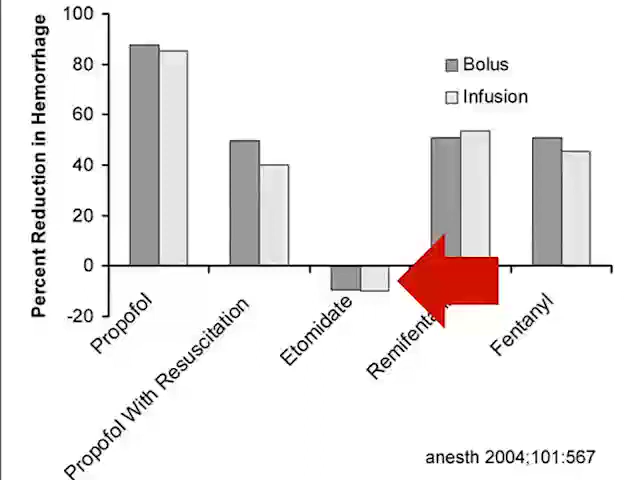 Percent Reduction in Hemorrhage
100
80
60
40
20
0
-20
Bolus
Infusion
Propofol
Propofol With Resuscitation
Etomidate
Fentanyl
anesth 2004;101:567